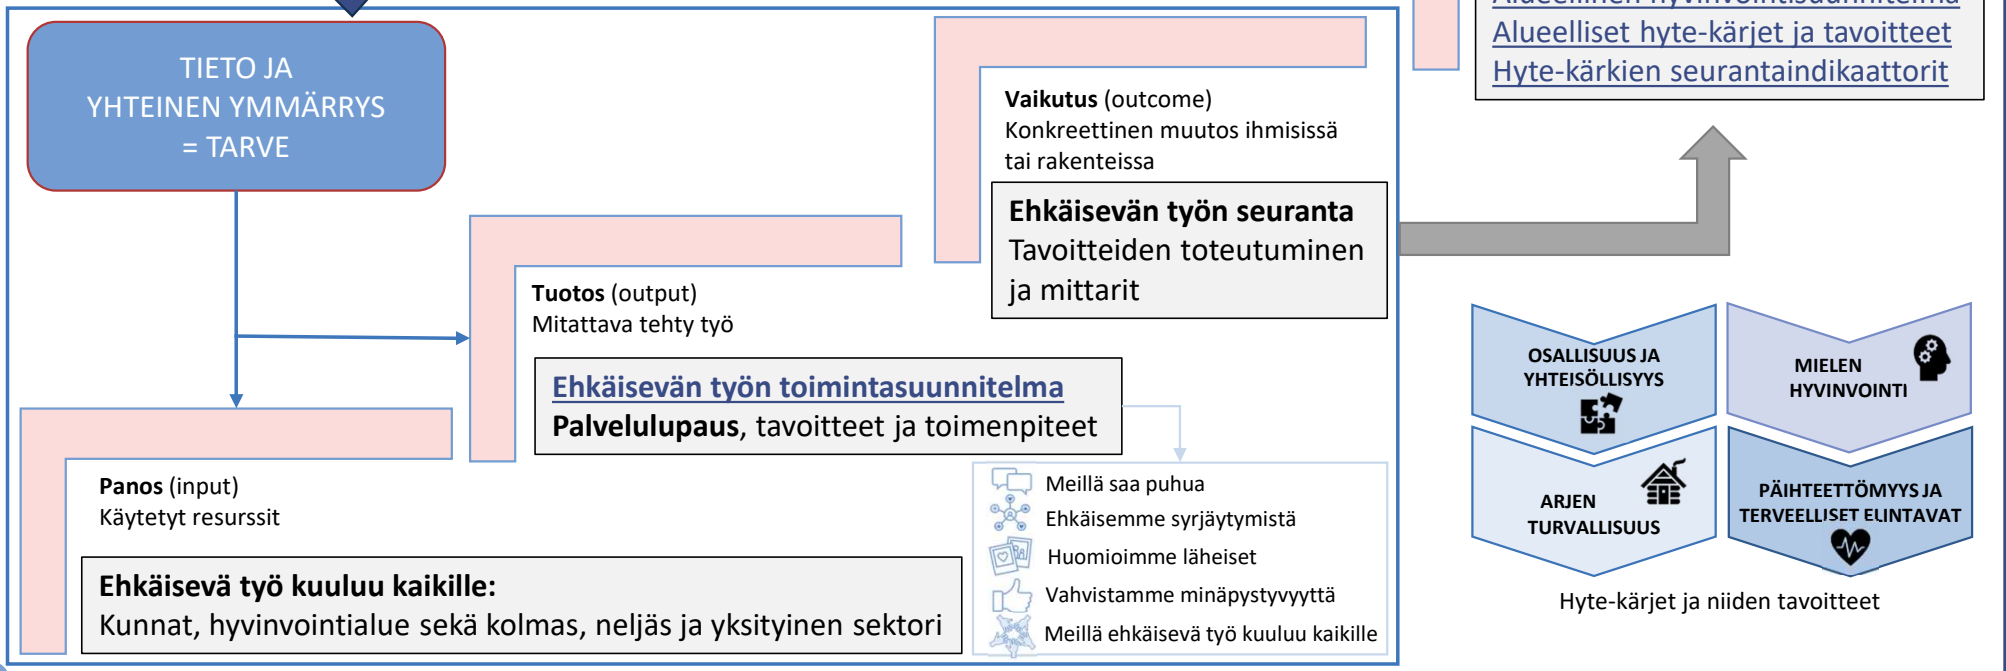 TIETO JA
YHTEINEN YMMÄRRYS
= TARVE
Panos (input)
Käytetyt resurssit
Ehkäisevä työ kuuluu kaikille:
Kunnat, hyvinvointialue sekä kolmas, neljäs ja yksityinen sektori
Tuotos (output)
Mitattava tehty työ
Ehkäisevän työn toimintasuunnitelma
Palvelulupaus, tavoitteet ja toimenpiteet
Meillä saa puhua
Ehkäisemme syrjäytymistä
Huomioimme läheiset
Vahvistamme minäpystyvyyttä
Meillä ehkäisevä työ kuuluu kaikille
Vaikutus (outcome)
Konkreettinen muutos ihmisissä
tai rakenteissa
Ehkäisevän työn seuranta
Tavoitteiden toteutuminen
ja mittarit
Alueellinen hyvinvointisuunnitelma
Alueelliset hyte-kärjet ja tavoitteet
Hyte-kärkien seurantaindikaattorit
OSALLISUUS JA
YHTEISÖLLISYYS
MIELEN
HYVINVOINTI
ARJEN
TURVALLISUUS
PÄIHTEETTÖMYYS JA
TERVEELLISET ELINTAVAT
Hyte-kärjet ja niiden tavoitteet